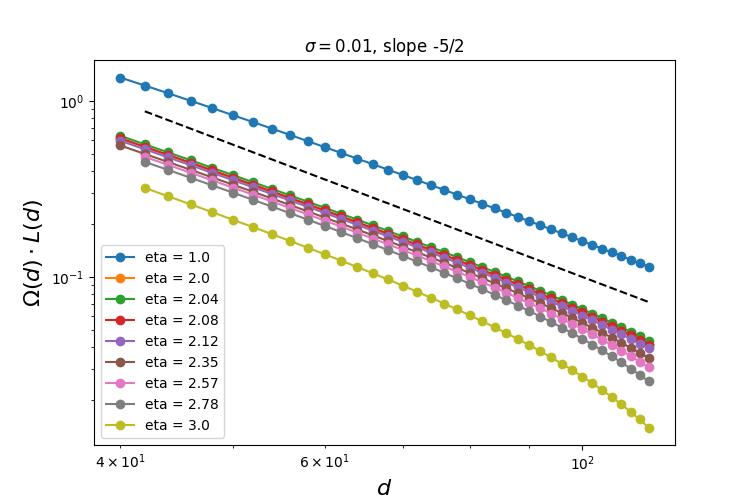 σ = 0.01, slope -5/2
Ω(d) · L(d)
10⁰
10⁻¹
eta = 1.0
eta = 2.0
eta = 2.04
eta = 2.08
eta = 2.12
eta = 2.35
eta = 2.57
eta = 2.78
eta = 3.0
4 × 10¹
6 × 10¹
10²
d